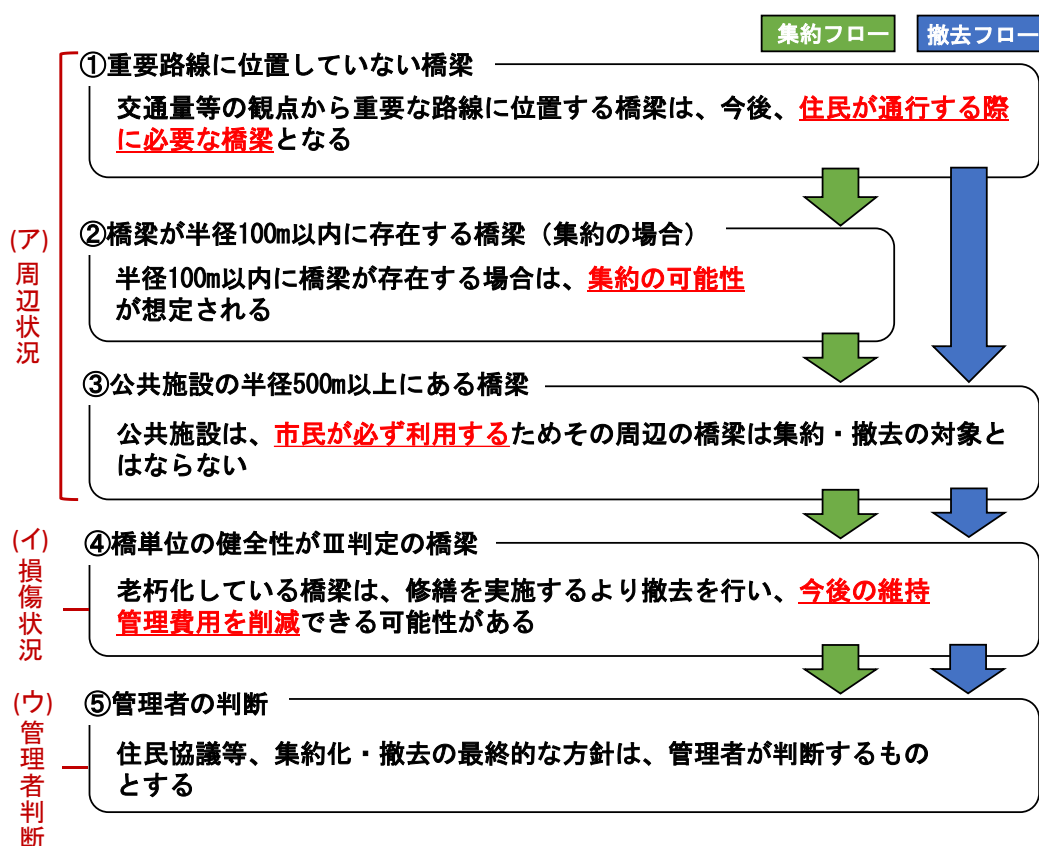 集約フロー
撤去フロー
(ア)
周辺状況
①重要路線に位置していない橋梁
交通量等の観点から重要な路線に位置する橋梁は、今後、住民が通行する際
に必要な橋梁となる
②橋梁が半径100m以内に存在する橋梁（集約の場合）
半径100m以内に橋梁が存在する場合は、集約の可能性
が想定される
③公共施設の半径500m以上にある橋梁
公共施設は、市民が必ず利用するためその周辺の橋梁は集約・撤去の対象と
はならない
(イ)
損傷状況
④橋単位の健全性がⅢ判定の橋梁
老朽化している橋梁は、修繕を実施するより撤去を行い、今後の維持
管理費用を削減できる可能性がある
(ウ)
管理者判断
⑤管理者の判断
住民協議等、集約化・撤去の最終的な方針は、管理者が判断するもの
とする